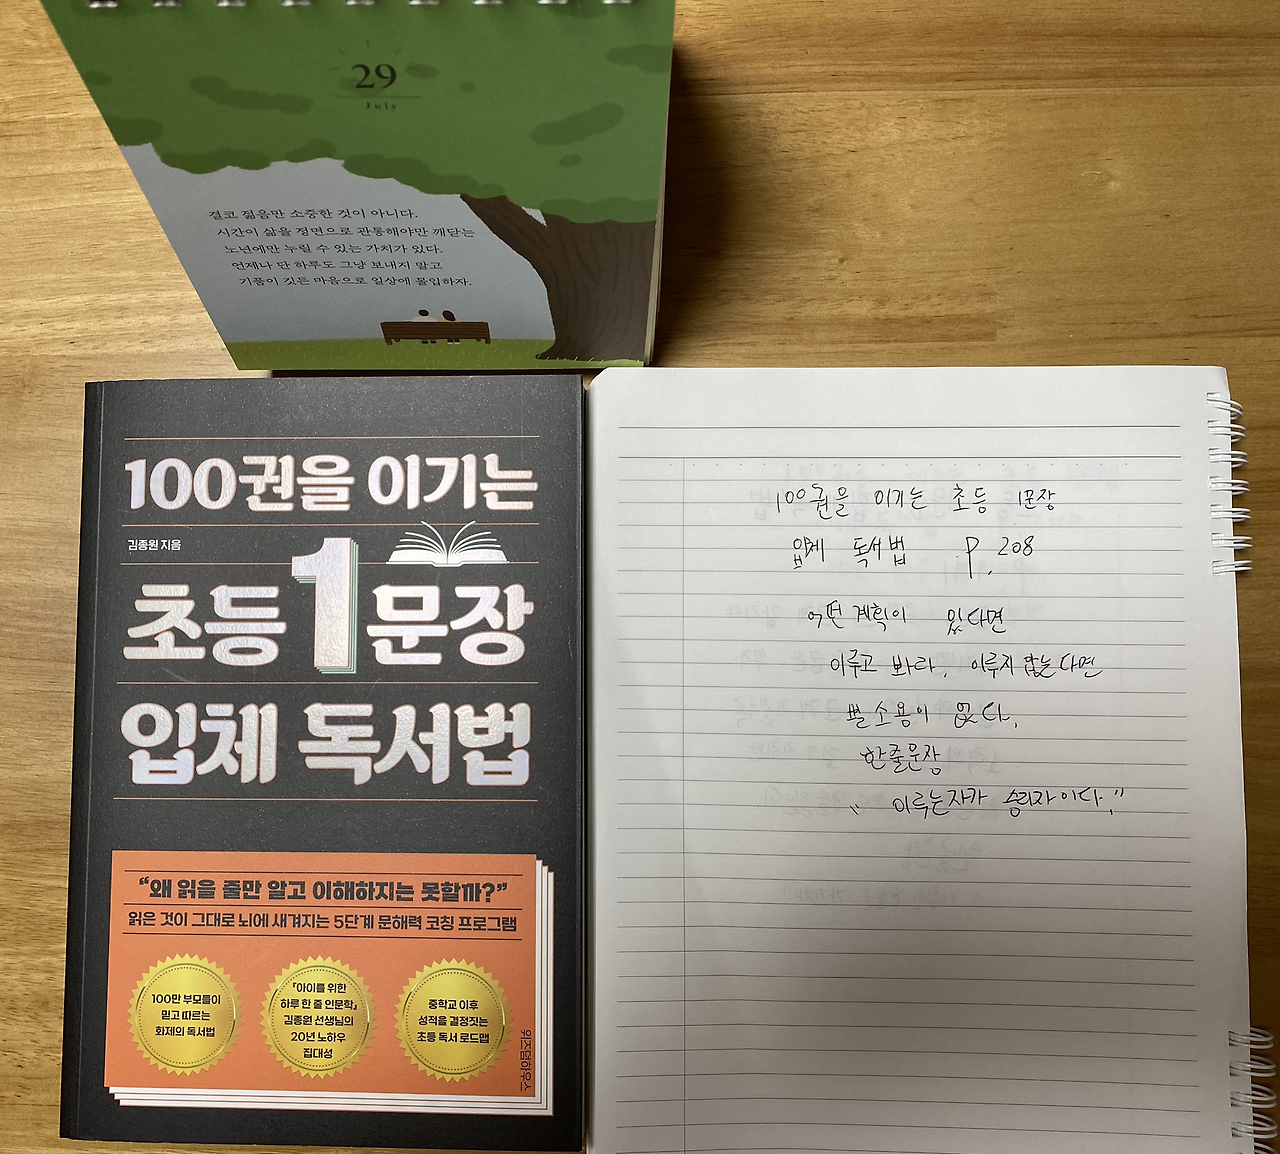 29
July
결코 젊음만 소중한 것이 아니다.
시간이 삶을 정면으로 관통해야만 깨닫는
노년에만 누릴 수 있는 가치가 있다.
언제나 단 하루도 그냥 보내지 말고
기품이 깃든 마음으로 일상에 몰입하자.
100권을 이기는
김종원 지음
초등 1문장
입체 독서법
“왜 읽을 줄만 알고 이해하지는 못할까?”
읽은 것이 그대로 뇌에 새겨지는 5단계 문해력 코칭 프로그램
100만 부모들이
믿고 따르는
화제의 독서법
『아이를 위한
하루 한 줄 인문학』
김종원 선생님의
20년 노하우
집대성
중학교 이후
성적을 결정짓는
초등 독서 로드맵
위즈덤하우스
100권을 이기는 초등 1문장
입체 독서법 P. 208
어떤 계획이 있다면
이루고 봐라. 이루지 않는다면
쓸 소용이 없다.
한줄문장
“ 이루는자가 승리자이다.”